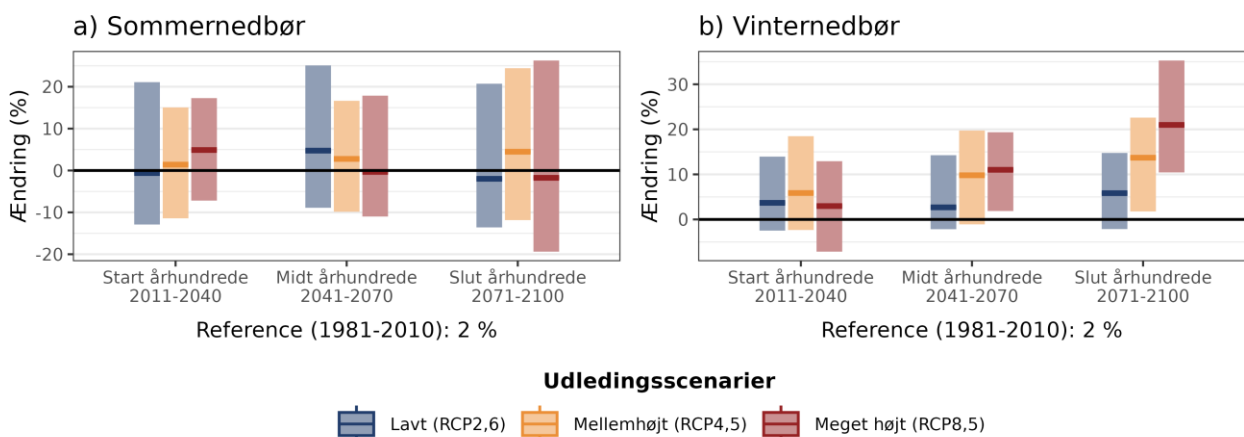 a) Sommernedbør
Ændring (%)
20
10
0
-10
-20
Start århundrede
2011-2040
Midt århundrede
2041-2070
Slut århundrede
2071-2100
Reference (1981-2010): 2 %
b) Vinternedbør
Ændring (%)
30
20
10
0
Start århundrede
2011-2040
Midt århundrede
2041-2070
Slut århundrede
2071-2100
Reference (1981-2010): 2 %
Udledingsscenarier
Lavt (RCP2,6)
Mellemhøjt (RCP4,5)
Meget højt (RCP8,5)